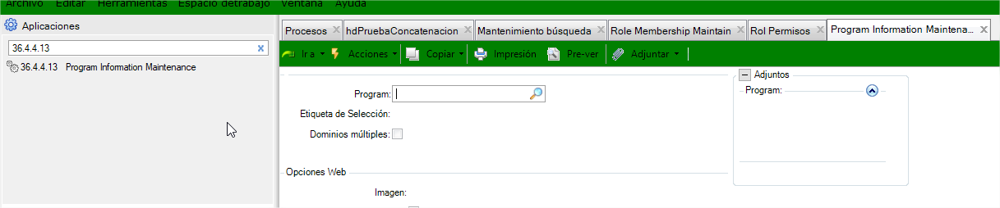 Archivo Editar Herramientas Espacio detrabajo Ventana Ayuda
Aplicaciones
36.4.4.13
36.4.4.13 Program Information Maintenance
Procesos hdPruebaConcatenacion Mantenimiento búsqueda Role Membership Maintain Rol Permisos Program Information Maintena...
Ir a Acciones Copiar Impresión Pre-ver Adjuntar
Program:
Etiqueta de Selección:
Dominios múltiples:
Adjuntos
Program:
Opciones Web
Imagen: